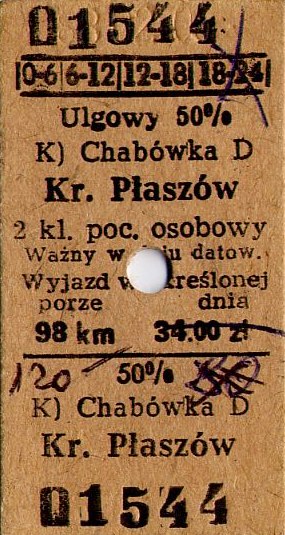 01544
0-6|6-12|12-18|18-24
Ulgowy 50%
K) Chabówka D
Kr. Płaszów
2 kl. poc. osobowy
Ważny w dniu datow.
Wyjazd w określonej
porze dnia
98 km 34.00 zł
120 50%
K) Chabówka D
Kr. Płaszów
01544